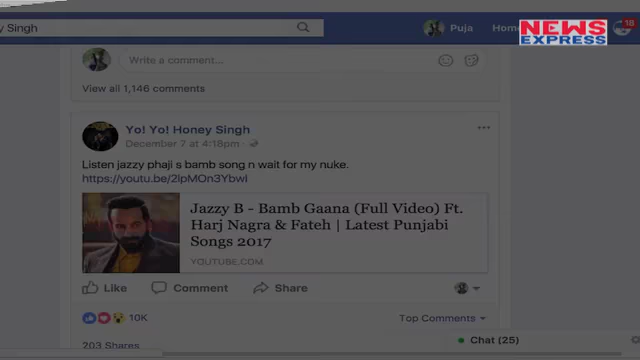 y Singh
Puja
Hom
18
NEWS
EXPRESS
Write a comment...
View all 1,146 comments
Yo! Yo! Honey Singh
December 7 at 4:18pm ·
Listen jazzy phaji s bamb song n wait for my nuke.
https://youtu.be/2lpMOn3YbwI
Jazzy B - Bamb Gaana (Full Video) Ft.
Harj Nagra & Fateh | Latest Punjabi
Songs 2017
YOUTUBE.COM
Like Comment Share
10K Top Comments
203 Shares
Chat (25)